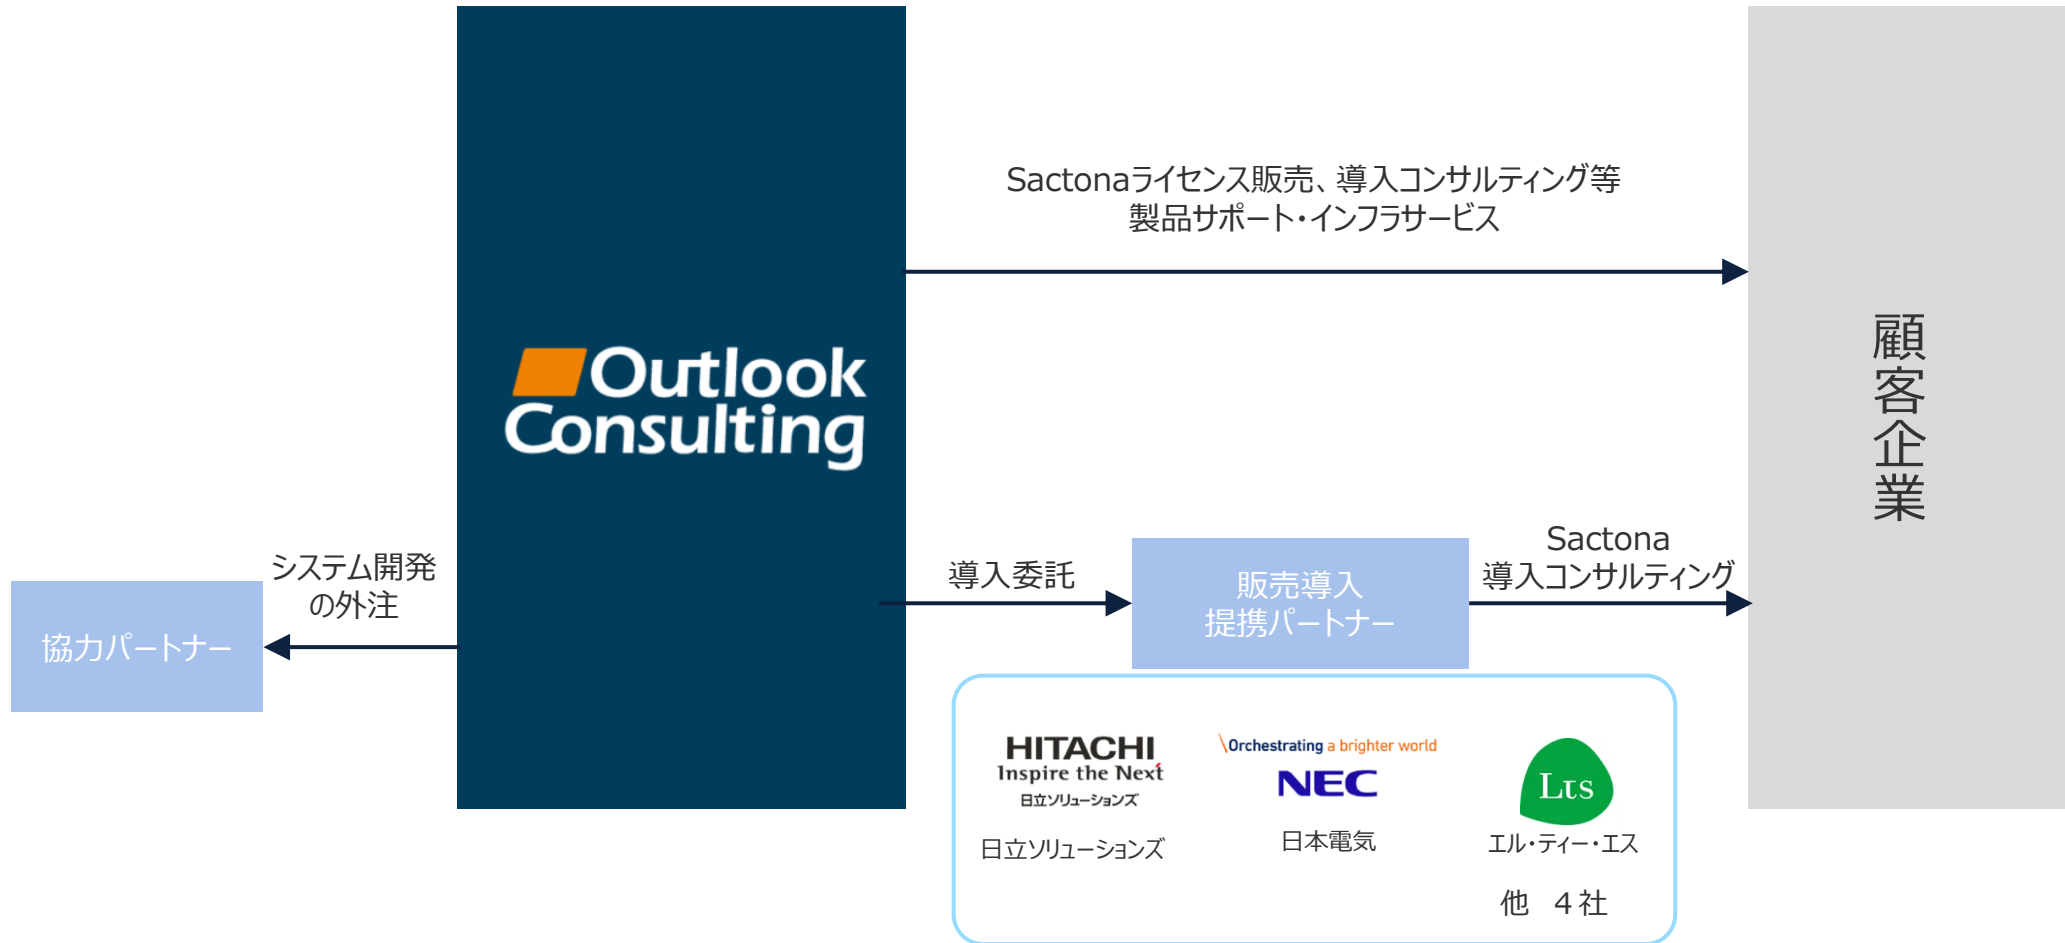 Sactonaライセンス販売、導入コンサルティング等
製品サポート・インフラサービス
Outlook
Consulting
顧客企業
システム開発
の外注
協力パートナー
導入委託
販売導入
提携パートナー
Sactona
導入コンサルティング
HITACHI
Inspire the Next
日立ソリューションズ
日立ソリューションズ
\Orchestrating a brighter world
NEC
日本電気
LTS
エル・ティー・エス
他 4社